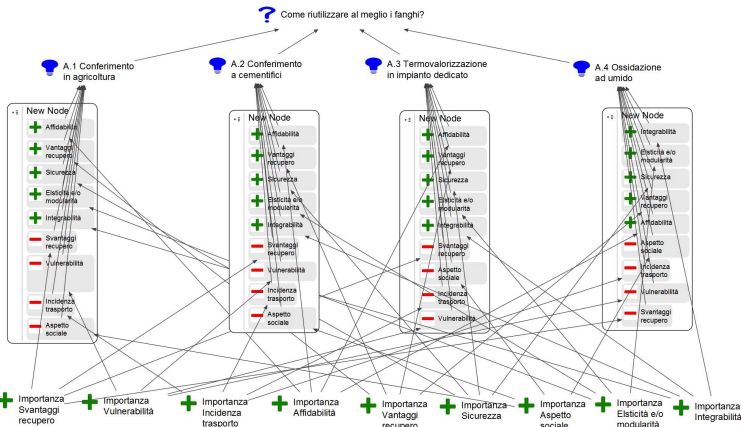 Come riutilizzare al meglio i fanghi?
A.1 Conferimento
in agricoltura
A.2 Conferimento
a cementifici
A.3 Termovalorizzazione
in impianto dedicato
A.4 Ossidazione
ad umido
New Node
Affidabilità
Vantaggi
recupero
Sicurezza
Elsticità e/o
modularità
Integrabilità
Svantaggi
recupero
Vulnerabilità
Incidenza
trasporto
Aspetto
sociale
New Node
Affidabilità
Vantaggi
recupero
Sicurezza
Elsticità e/o
modularità
Integrabilità
Svantaggi
recupero
Vulnerabilità
Incidenza
trasporto
Aspetto
sociale
New Node
Affidabilità
Vantaggi
recupero
Sicurezza
Elsticità e/o
modularità
Integrabilità
Svantaggi
recupero
Aspetto
sociale
Incidenza
trasporto
Vulnerabilità
New Node
Integrabilità
Elsticità e/o
modularità
Sicurezza
Vantaggi
recupero
Affidabilità
Aspetto
sociale
Incidenza
trasporto
Vulnerabilità
Svantaggi
recupero
Importanza
Svantaggi
recupero
Importanza
Vulnerabilità
Importanza
Incidenza
trasporto
Importanza
Affidabilità
Importanza
Vantaggi
recupero
Importanza
Sicurezza
Importanza
Aspetto
sociale
Importanza
Elsticità e/o
modularità
Importanza
Integrabilità